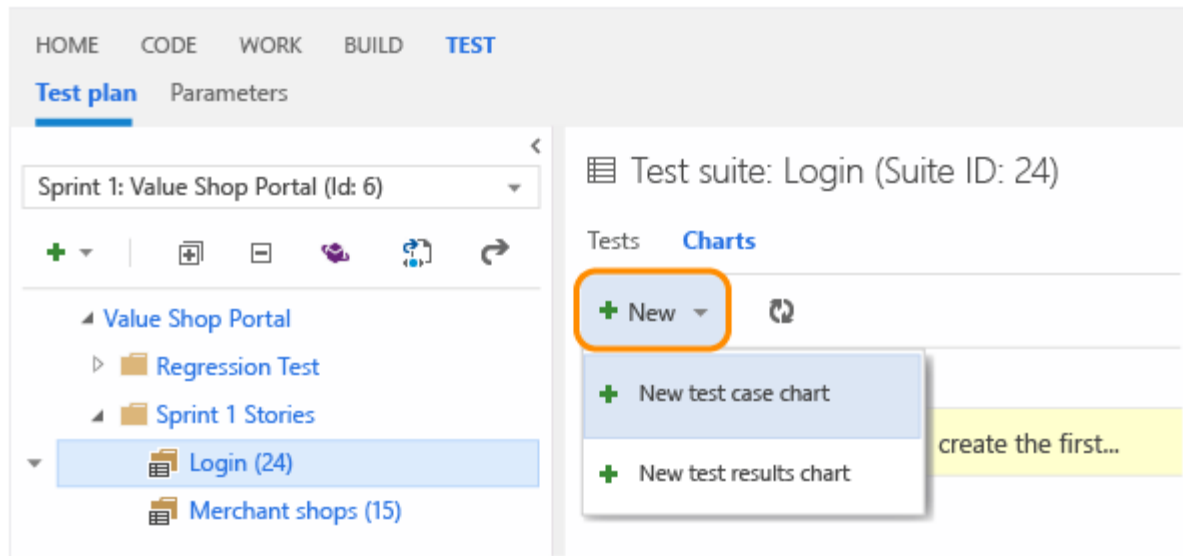 HOME CODE WORK BUILD TEST
Test plan Parameters
Sprint 1: Value Shop Portal (Id: 6)
Value Shop Portal
Regression Test
Sprint 1 Stories
Login (24)
Merchant shops (15)
Test suite: Login (Suite ID: 24)
Tests Charts
New
New test case chart
create the first...
New test results chart